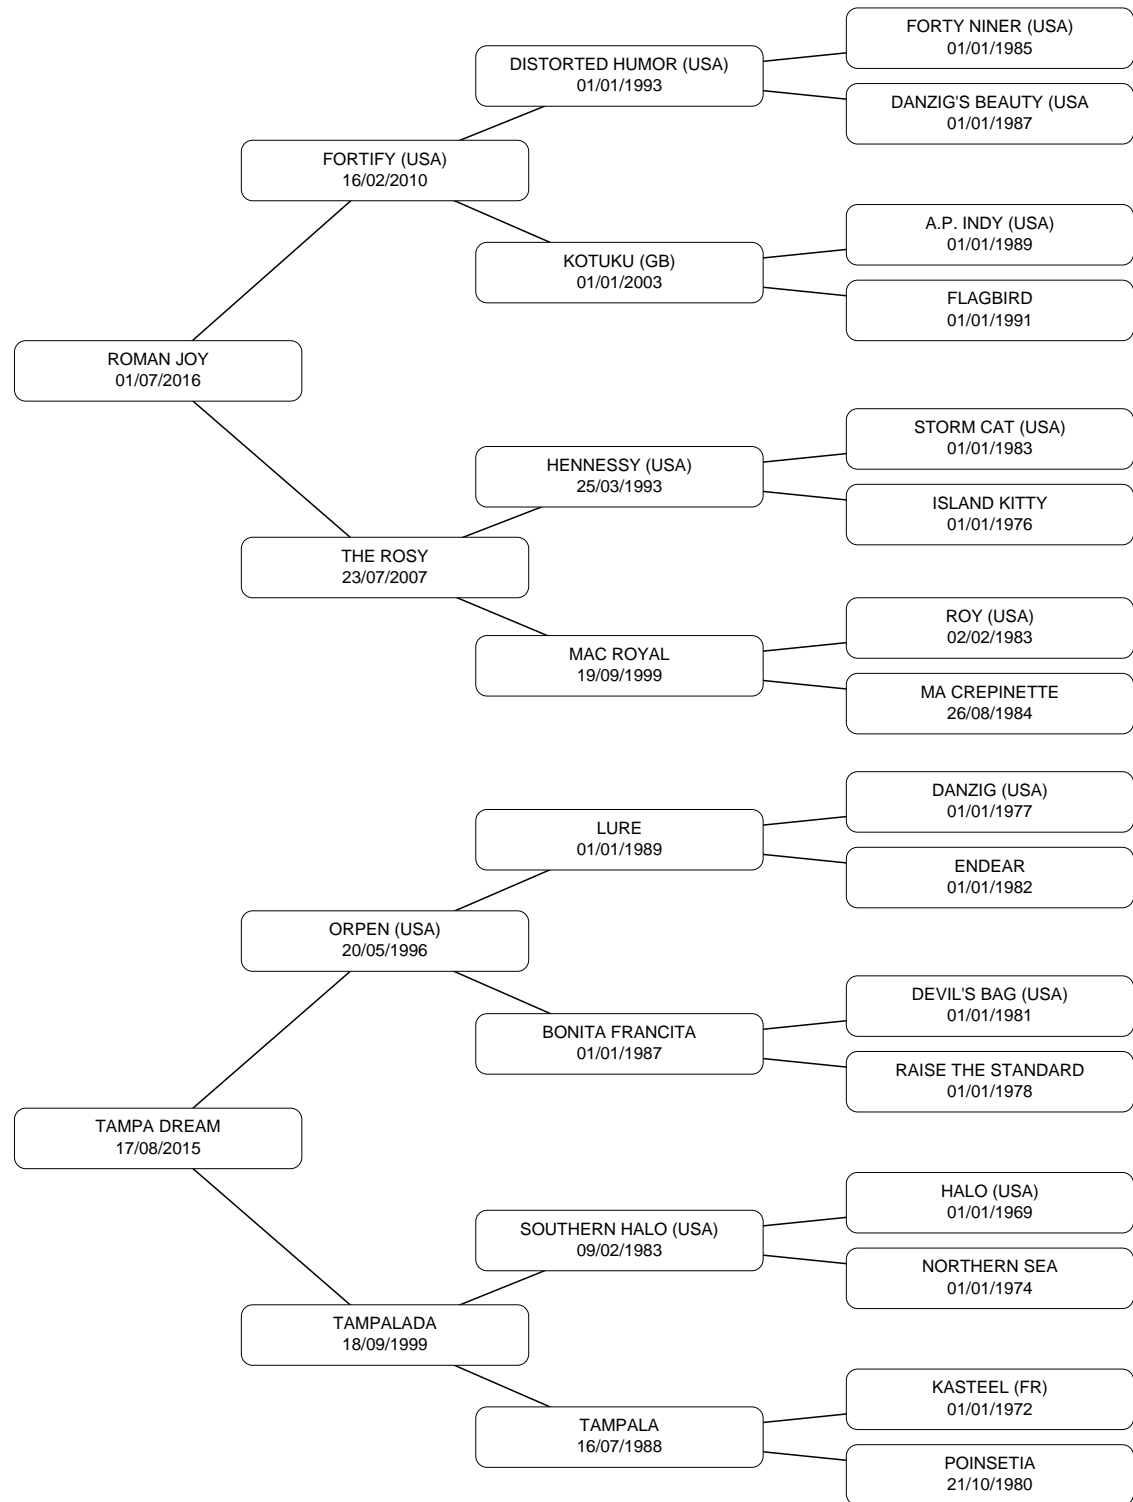 FORTY NINER (USA)
01/01/1985
DISTORTED HUMOR (USA)
01/01/1993
DANZIG'S BEAUTY (USA
01/01/1987
FORTIFY (USA)
16/02/2010
A.P. INDY (USA)
01/01/1989
KOTUKU (GB)
01/01/2003
FLAGBIRD
01/01/1991
ROMAN JOY
01/07/2016
STORM CAT (USA)
01/01/1983
HENNESSY (USA)
25/03/1993
ISLAND KITTY
01/01/1976
THE ROSY
23/07/2007
ROY (USA)
02/02/1983
MAC ROYAL
19/09/1999
MA CREPINETTE
26/08/1984
DANZIG (USA)
01/01/1977
LURE
01/01/1989
ENDEAR
01/01/1982
ORPEN (USA)
20/05/1996
DEVIL'S BAG (USA)
01/01/1981
BONITA FRANCITA
01/01/1987
RAISE THE STANDARD
01/01/1978
TAMPA DREAM
17/08/2015
HALO (USA)
01/01/1969
SOUTHERN HALO (USA)
09/02/1983
NORTHERN SEA
01/01/1974
TAMPALADA
18/09/1999
KASTEEL (FR)
01/01/1972
TAMPALA
16/07/1988
POINSETIA
21/10/1980